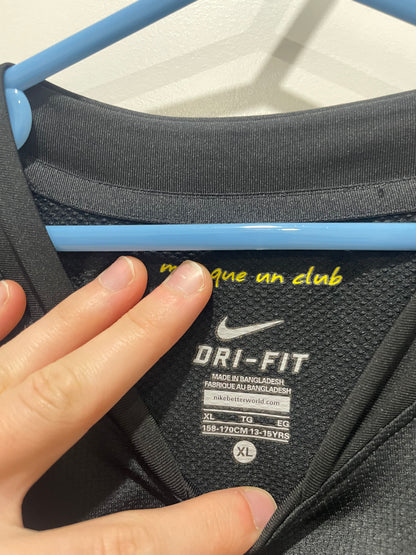 m que un club
DRI-FIT
MADE IN BANGLADESH
FABRIQUE AU BANGLADESH
nikebetterworld.com
XL TG EG
158-170CM 13-15YRS
XL